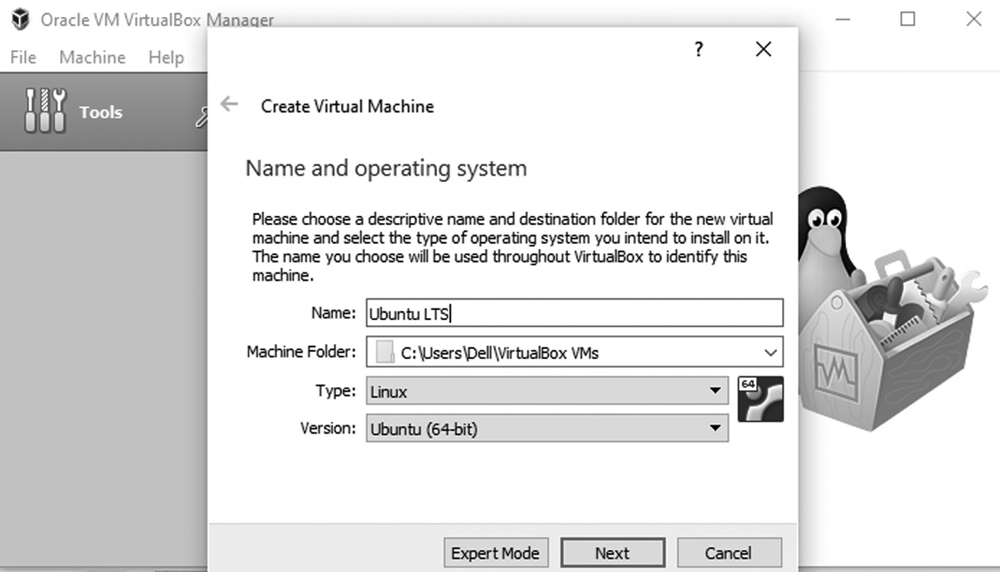 Oracle VM VirtualBox Manager
File Machine Help
?
Tools
Create Virtual Machine
Name and operating system
Please choose a descriptive name and destination folder for the new virtual
machine and select the type of operating system you intend to install on it.
The name you choose will be used throughout VirtualBox to identify this
machine.
Name: Ubuntu LTS
Machine Folder: C:\Users\Dell\VirtualBox VMs
Type: Linux
64
Version: Ubuntu (64-bit)
Expert Mode Next Cancel